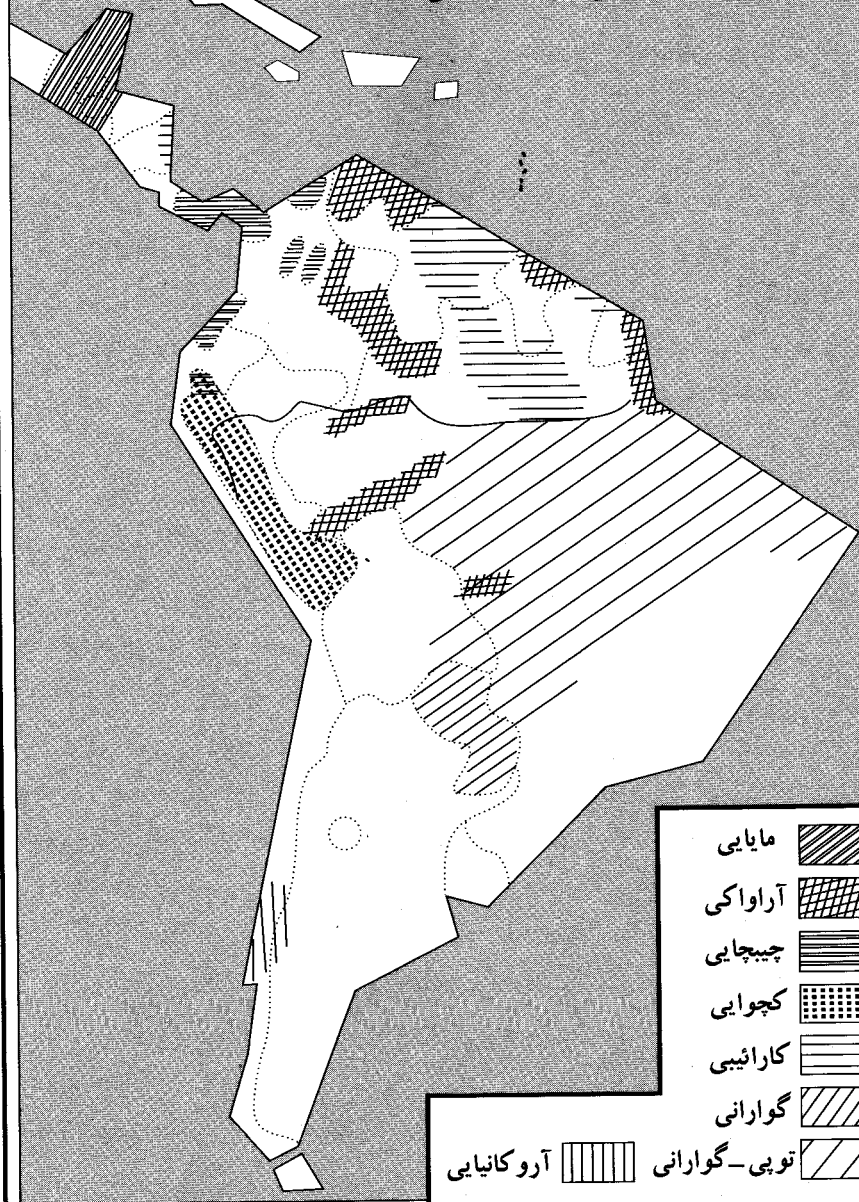 مایایی
آراواکی
چیبچایی
کچوایی
کارائیبی
گوارانی
توپی-گوارانی
آروکانیایی